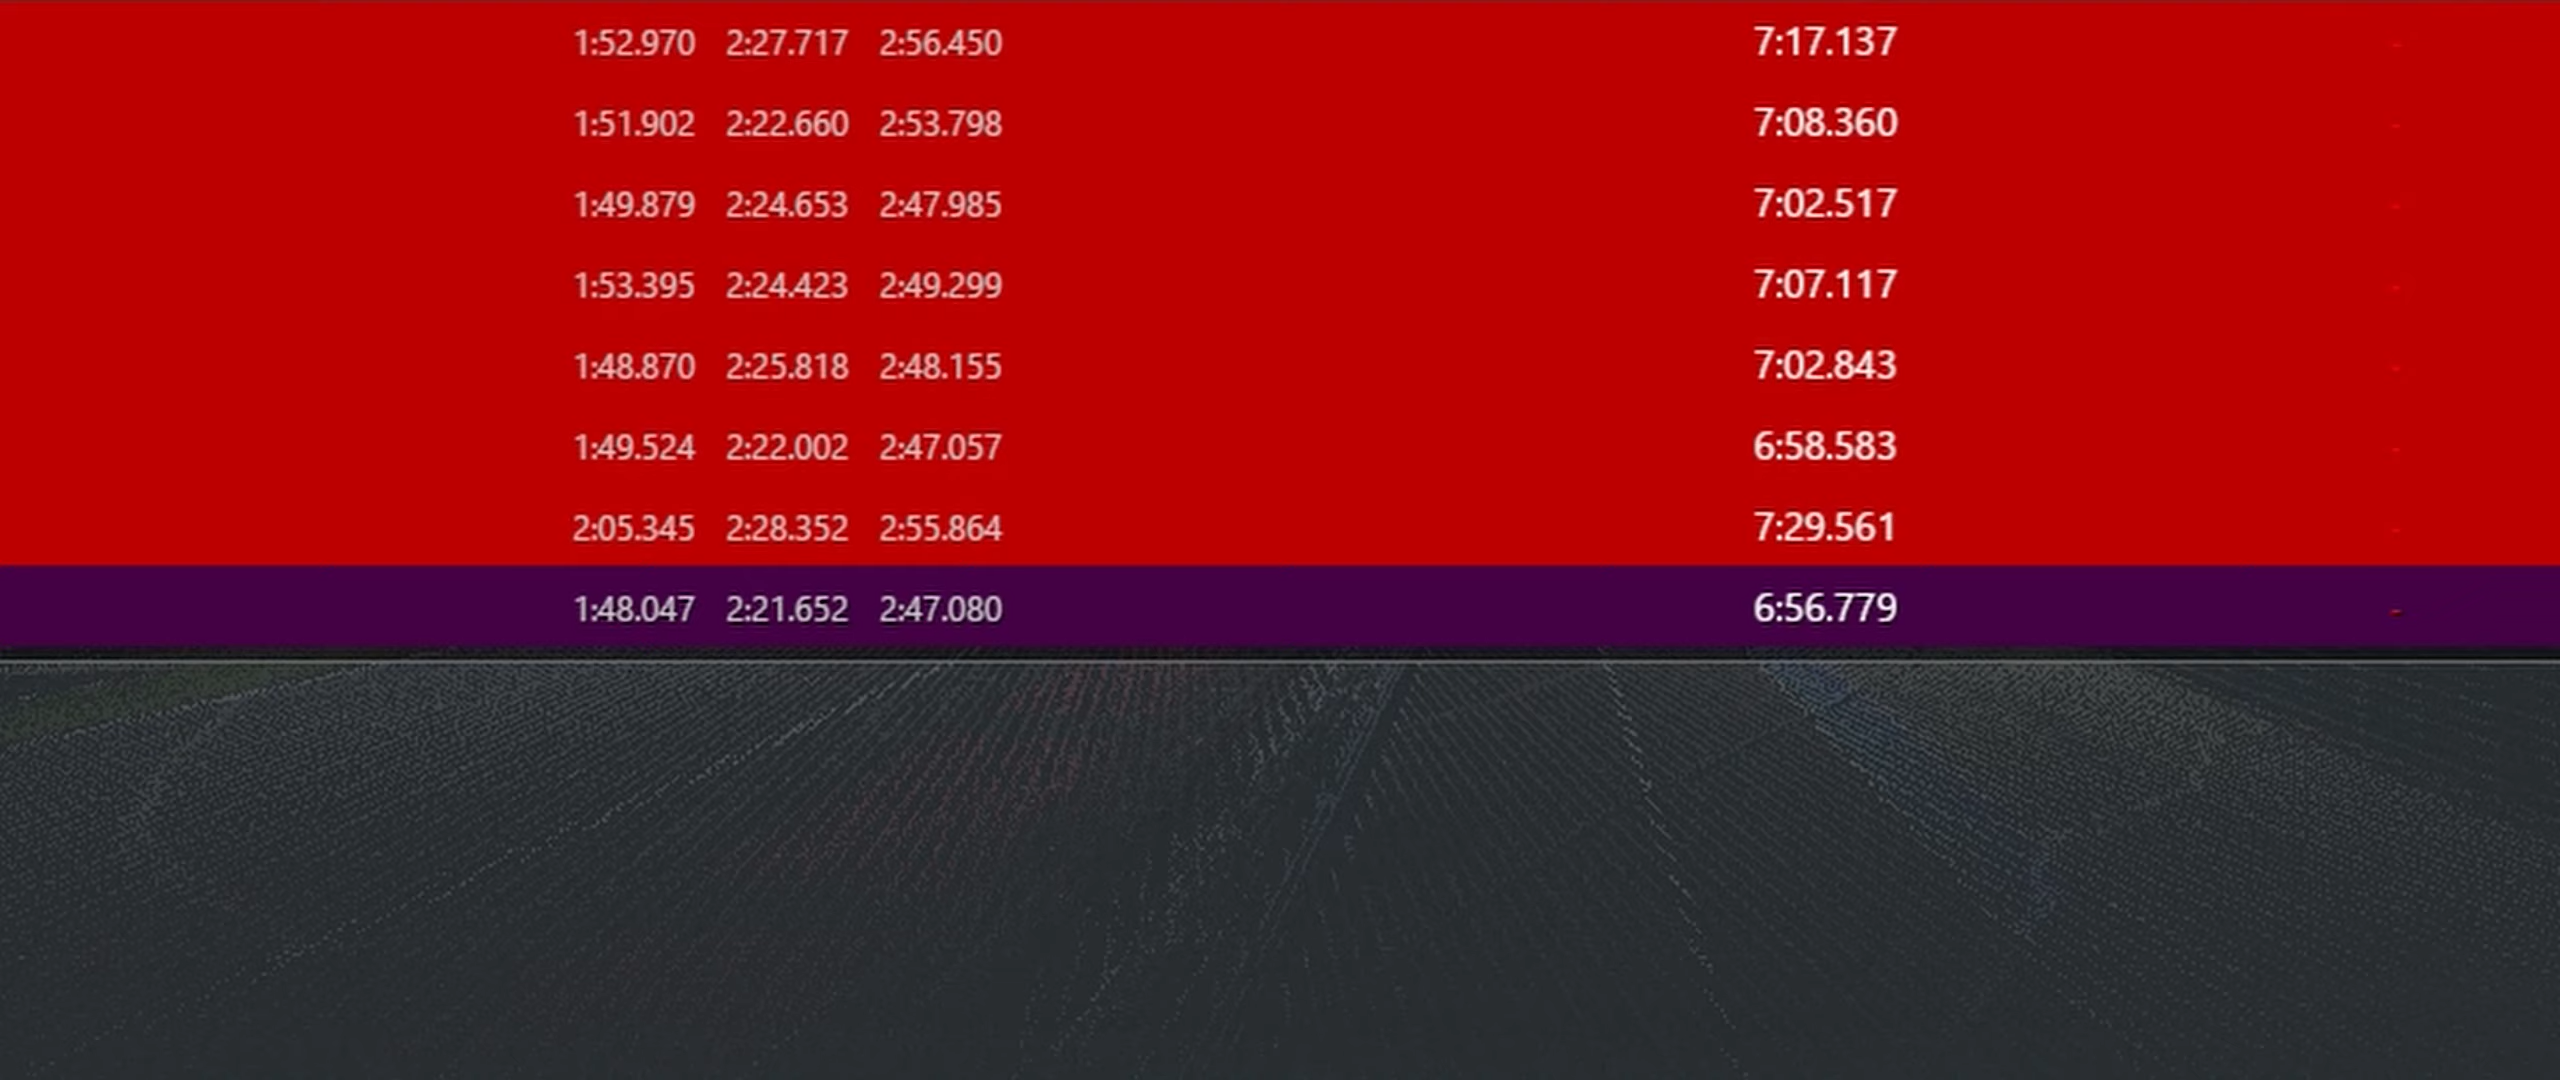 1:52.970 2:27.717 2:56.450 7:17.137 -
1:51.902 2:22.660 2:53.798 7:08.360 -
1:49.879 2:24.653 2:47.985 7:02.517 -
1:53.395 2:24.423 2:49.299 7:07.117 -
1:48.870 2:25.818 2:48.155 7:02.843 -
1:49.524 2:22.002 2:47.057 6:58.583 -
2:05.345 2:28.352 2:55.864 7:29.561 -
1:48.047 2:21.652 2:47.080 6:56.779 -